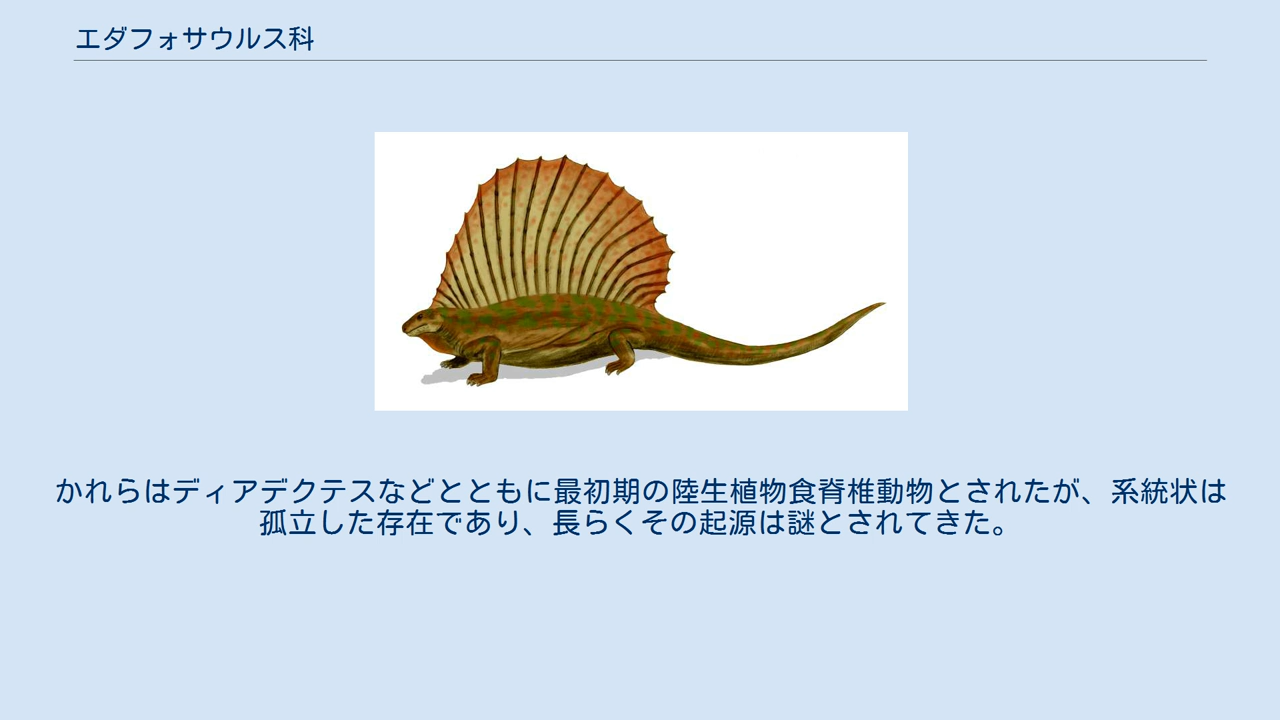 エダフォサウルス科
かれらはディアデクテスなどとともに最初期の陸生植物食脊椎動物とされたが、系統状は
孤立した存在であり、長らくその起源は謎とされてきた。